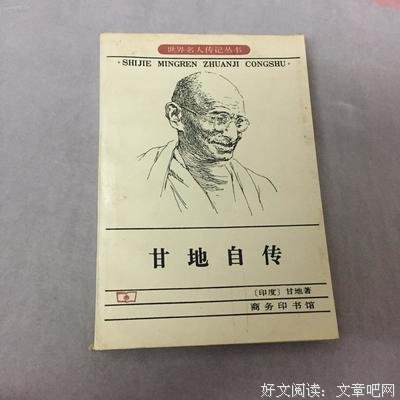 世界名人传记丛书
·SHIJIE MINGREN ZHUANJI CONGSHU·
甘地自传
〔印度〕甘地著
商务印书馆
好文阅读：文章吧网